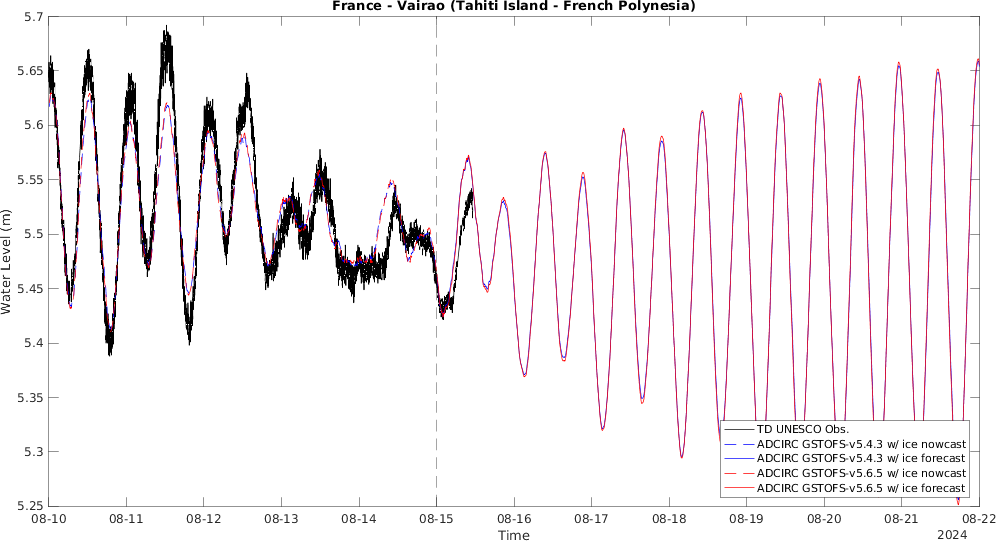 France - Vairao (Tahiti Island - French Polynesia)
5.7
5.65
5.6
5.55
5.5
5.45
5.4
5.35
5.3
5.25
Water Level (m)
TD UNESCO Obs.
ADCIRC GSTOFS-v5.4.3 w/ ice nowcast
ADCIRC GSTOFS-v5.4.3 w/ ice forecast
ADCIRC GSTOFS-v5.6.5 w/ ice nowcast
ADCIRC GSTOFS-v5.6.5 w/ ice forecast
08-10 08-11 08-12 08-13 08-14 08-15 08-16 08-17 08-18 08-19 08-20 08-21 08-22
Time
2024